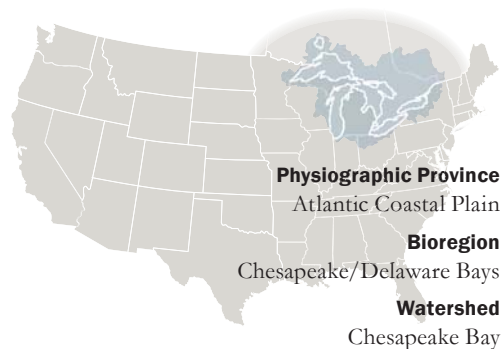 Physiographic Province
Atlantic Coastal Plain
Bioregion
Chesapeake/Delaware Bays
Watershed
Chesapeake Bay